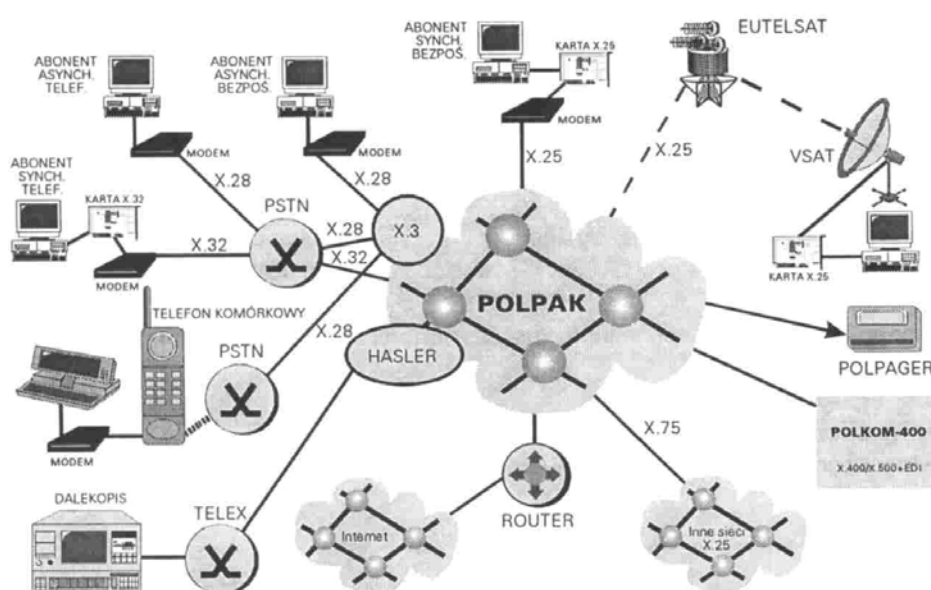 ABONENT
ASYNCH.
TELEF.
MODEM
ABONENT
ASYNCH.
BEZPOŚ.
MODEM
ABONENT
SYNCH.
BEZPOŚ.
KARTA X.25
MODEM
EUTELSAT
VSAT
KARTA X.25
X.28
X.28
X.25
X.25
ABONENT
SYNCH.
TELEF.
KARTA X.32
MODEM
X.32
PSTN
X.28
X.32
X.3
POLPAK
TELEFON KOMÓRKOWY
MODEM
PSTN
X.28
HASLER
POLPAGER
POLKOM-400
X.400/X.500+EDI
X.75
DALEKOPIS
TELEX
Internet
ROUTER
Inne sieci
X.25